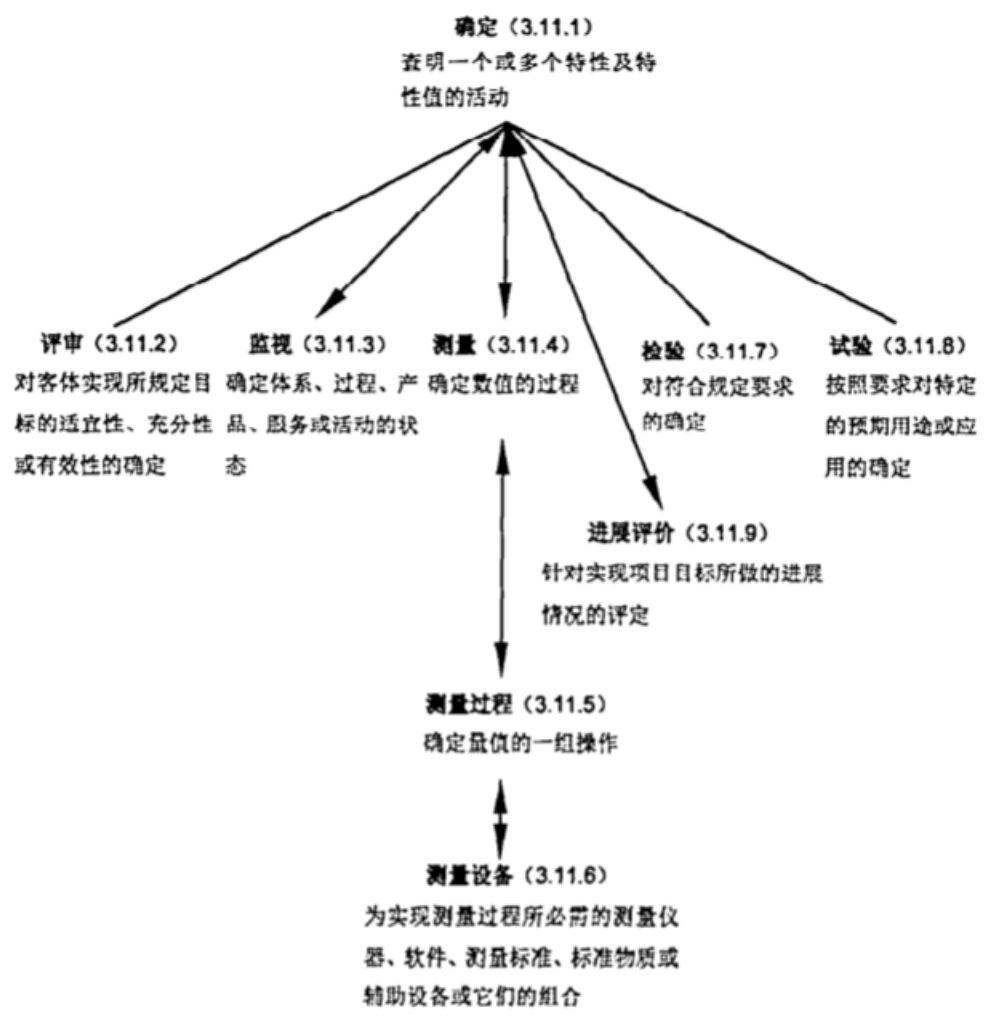 确定（3.11.1）
查明一个或多个特性及特
性值的活动
评审（3.11.2）
对客体实现所规定目
标的适宜性、充分性
或有效性的确定
监视（3.11.3）
确定体系、过程、产
品、服务或活动的状
态
测量（3.11.4）
确定数值的过程
检验（3.11.7）
对符合规定要求
的确定
试验（3.11.8）
按照要求对特定
的预期用途或应
用的确定
进展评价（3.11.9）
针对实现项目目标所做的进展
情况的评定
测量过程（3.11.5）
确定量值的一组操作
测量设备（3.11.6）
为实现测量过程所必需的测量仪
器、软件、测量标准、标准物质或
辅助设备或它们的组合